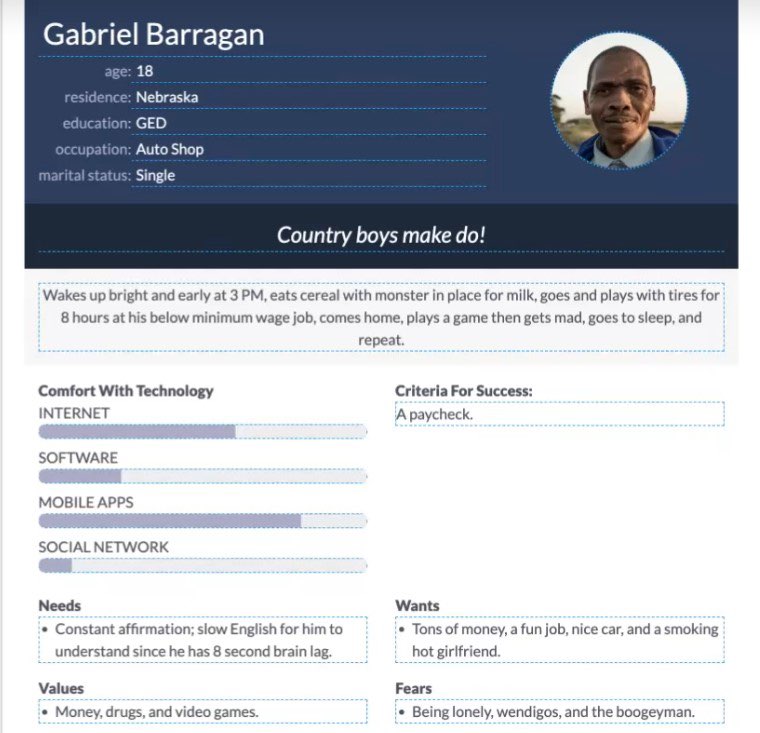 Gabriel Barragan
age: 18
residence: Nebraska
education: GED
occupation: Auto Shop
marital status: Single
Country boys make do!
Wakes up bright and early at 3 PM, eats cereal with monster in place for milk, goes and plays with tires for
8 hours at his below minimum wage job, comes home, plays a game then gets mad, goes to sleep, and
repeat.
Comfort With Technology
INTERNET
SOFTWARE
MOBILE APPS
SOCIAL NETWORK
Criteria For Success:
A paycheck.
Needs
• Constant affirmation; slow English for him to
understand since he has 8 second brain lag.
Wants
• Tons of money, a fun job, nice car, and a smoking
hot girlfriend.
Values
• Money, drugs, and video games.
Fears
• Being lonely, wendigos, and the boogeyman.